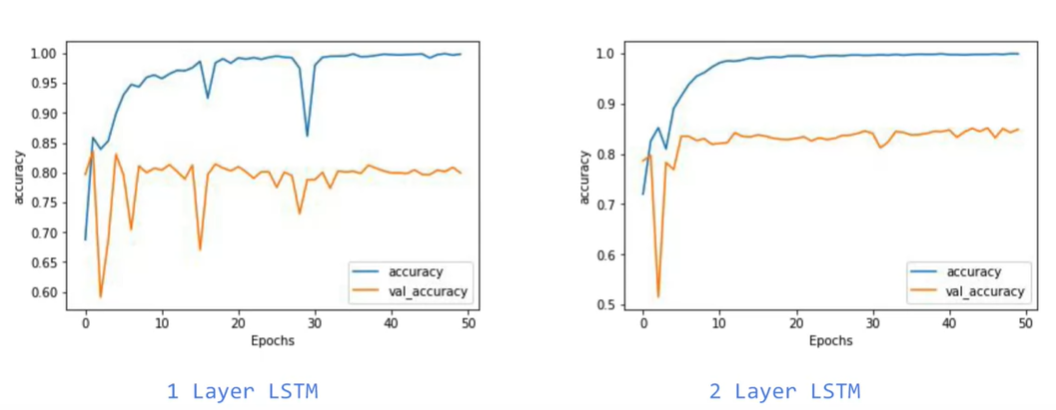 1.00
0.95
0.90
0.85
0.80
0.75
0.70
0.65
0.60
accuracy
0 10 20 30 40 50
Epochs
accuracy
val_accuracy
1 Layer LSTM
1.0
0.9
0.8
0.7
0.6
0.5
accuracy
0 10 20 30 40 50
Epochs
accuracy
val_accuracy
2 Layer LSTM